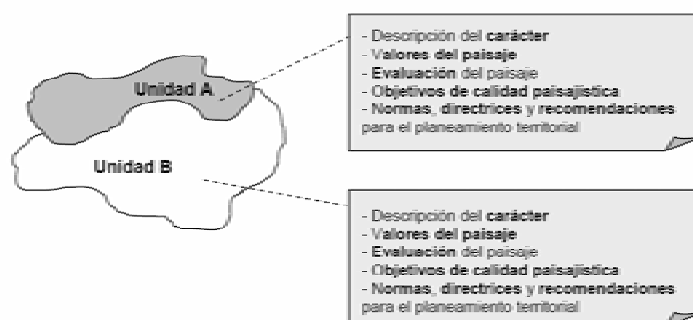 Unidad A
- Descripción del carácter
- Valores del paisaje
- Evaluación del paisaje
- Objetivos de calidad paisajística
- Normas, directrices y recomendaciones
para el planeamiento territorial
Unidad B
- Descripción del carácter
- Valores del paisaje
- Evaluación del paisaje
- Objetivos de calidad paisajística
- Normas, directrices y recomendaciones
para el planeamiento territorial